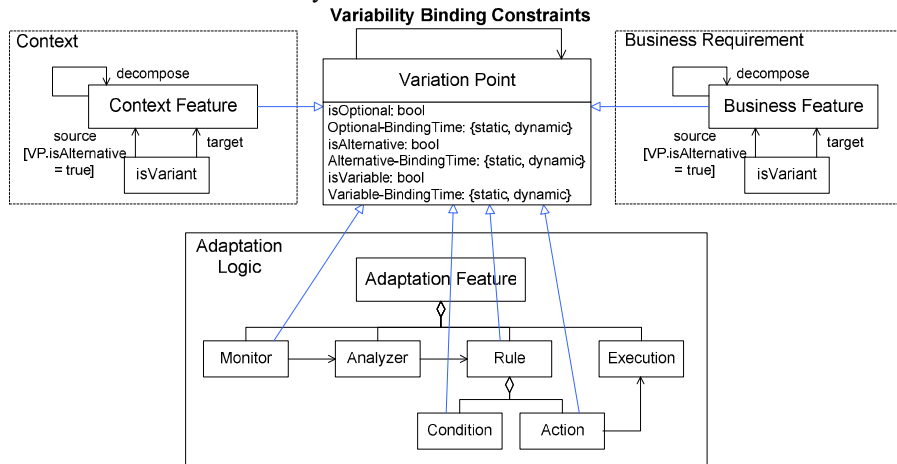 Variability Binding Constraints
Context
decompose
Context Feature
source
[VP.isAlternative
= true]
target
isVariant
Variation Point
isOptional: bool
Optional-BindingTime: {static, dynamic}
isAlternative: bool
Alternative-BindingTime: {static, dynamic}
isVariable: bool
Variable-BindingTime: {static, dynamic}
Business Requirement
decompose
Business Feature
source
[VP.isAlternative
= true]
target
isVariant
Adaptation
Logic
Adaptation Feature
Monitor
Analyzer
Rule
Execution
Condition
Action